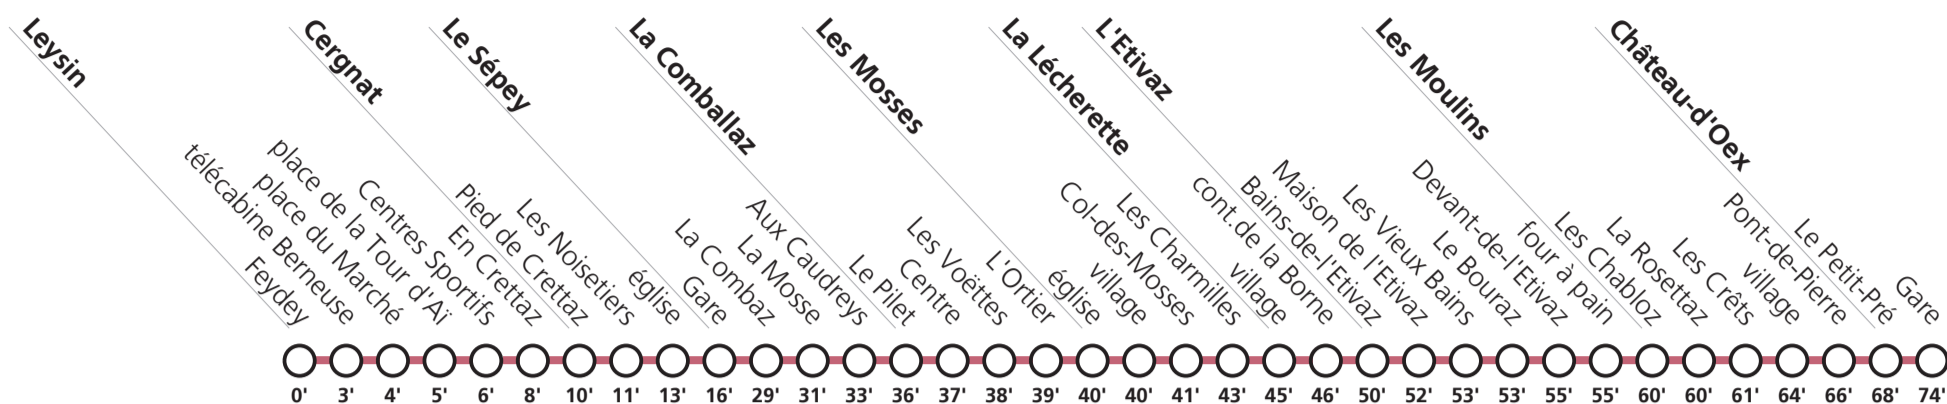 Leysin
Cergnat
Le Sépey
La Comballaz
Les Mosses
La Lécherette
L'Etivaz
Les Moulins
Château-d'Oex
Feydey
télécabine Berneuse
place du Marché
place de la Tour d'Aï
Centres Sportifs
En Crettaz
Pied de Crettaz
Les Noisetiers
église
Gare
La Combaz
La Mosse
Aux Caudreys
Le Pilet
Centre
Les Voëttes
L'Ortier
église
village
Col-des-Mosses
Les Charmilles
village
cont.de la Borne
Bains-de-l'Etivaz
Maison de l'Etivaz
Les Vieux Bains
Le Bouraz
Devant-de-l'Etivaz
four à pain
Les Chabloz
La Rosettaz
Les Crêts
village
Pont-de-Pierre
Le Petit-Pré
Gare
0' 3' 4' 5' 6' 8' 10' 11' 13' 16' 29' 31' 33' 36' 37' 38' 39' 40' 40' 41' 43' 45' 46' 50' 52' 53' 53' 55' 55' 60' 60' 61' 64' 66' 68' 74'